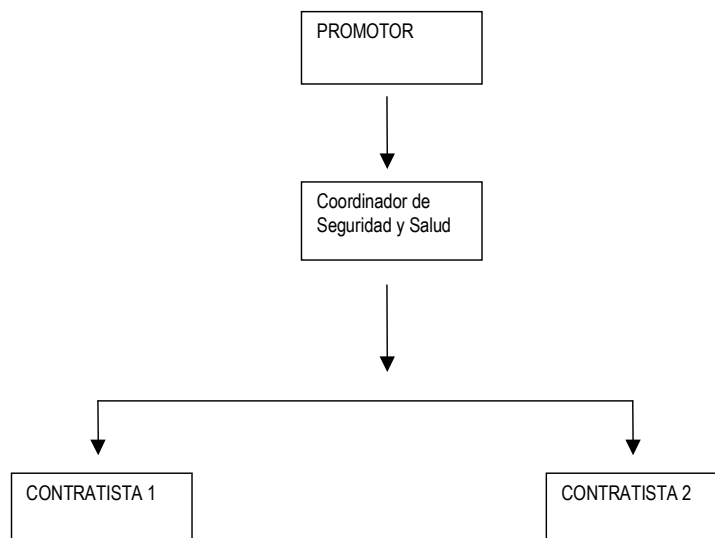 PROMOTOR
Coordinador de
Seguridad y Salud
CONTRATISTA 1
CONTRATISTA 2